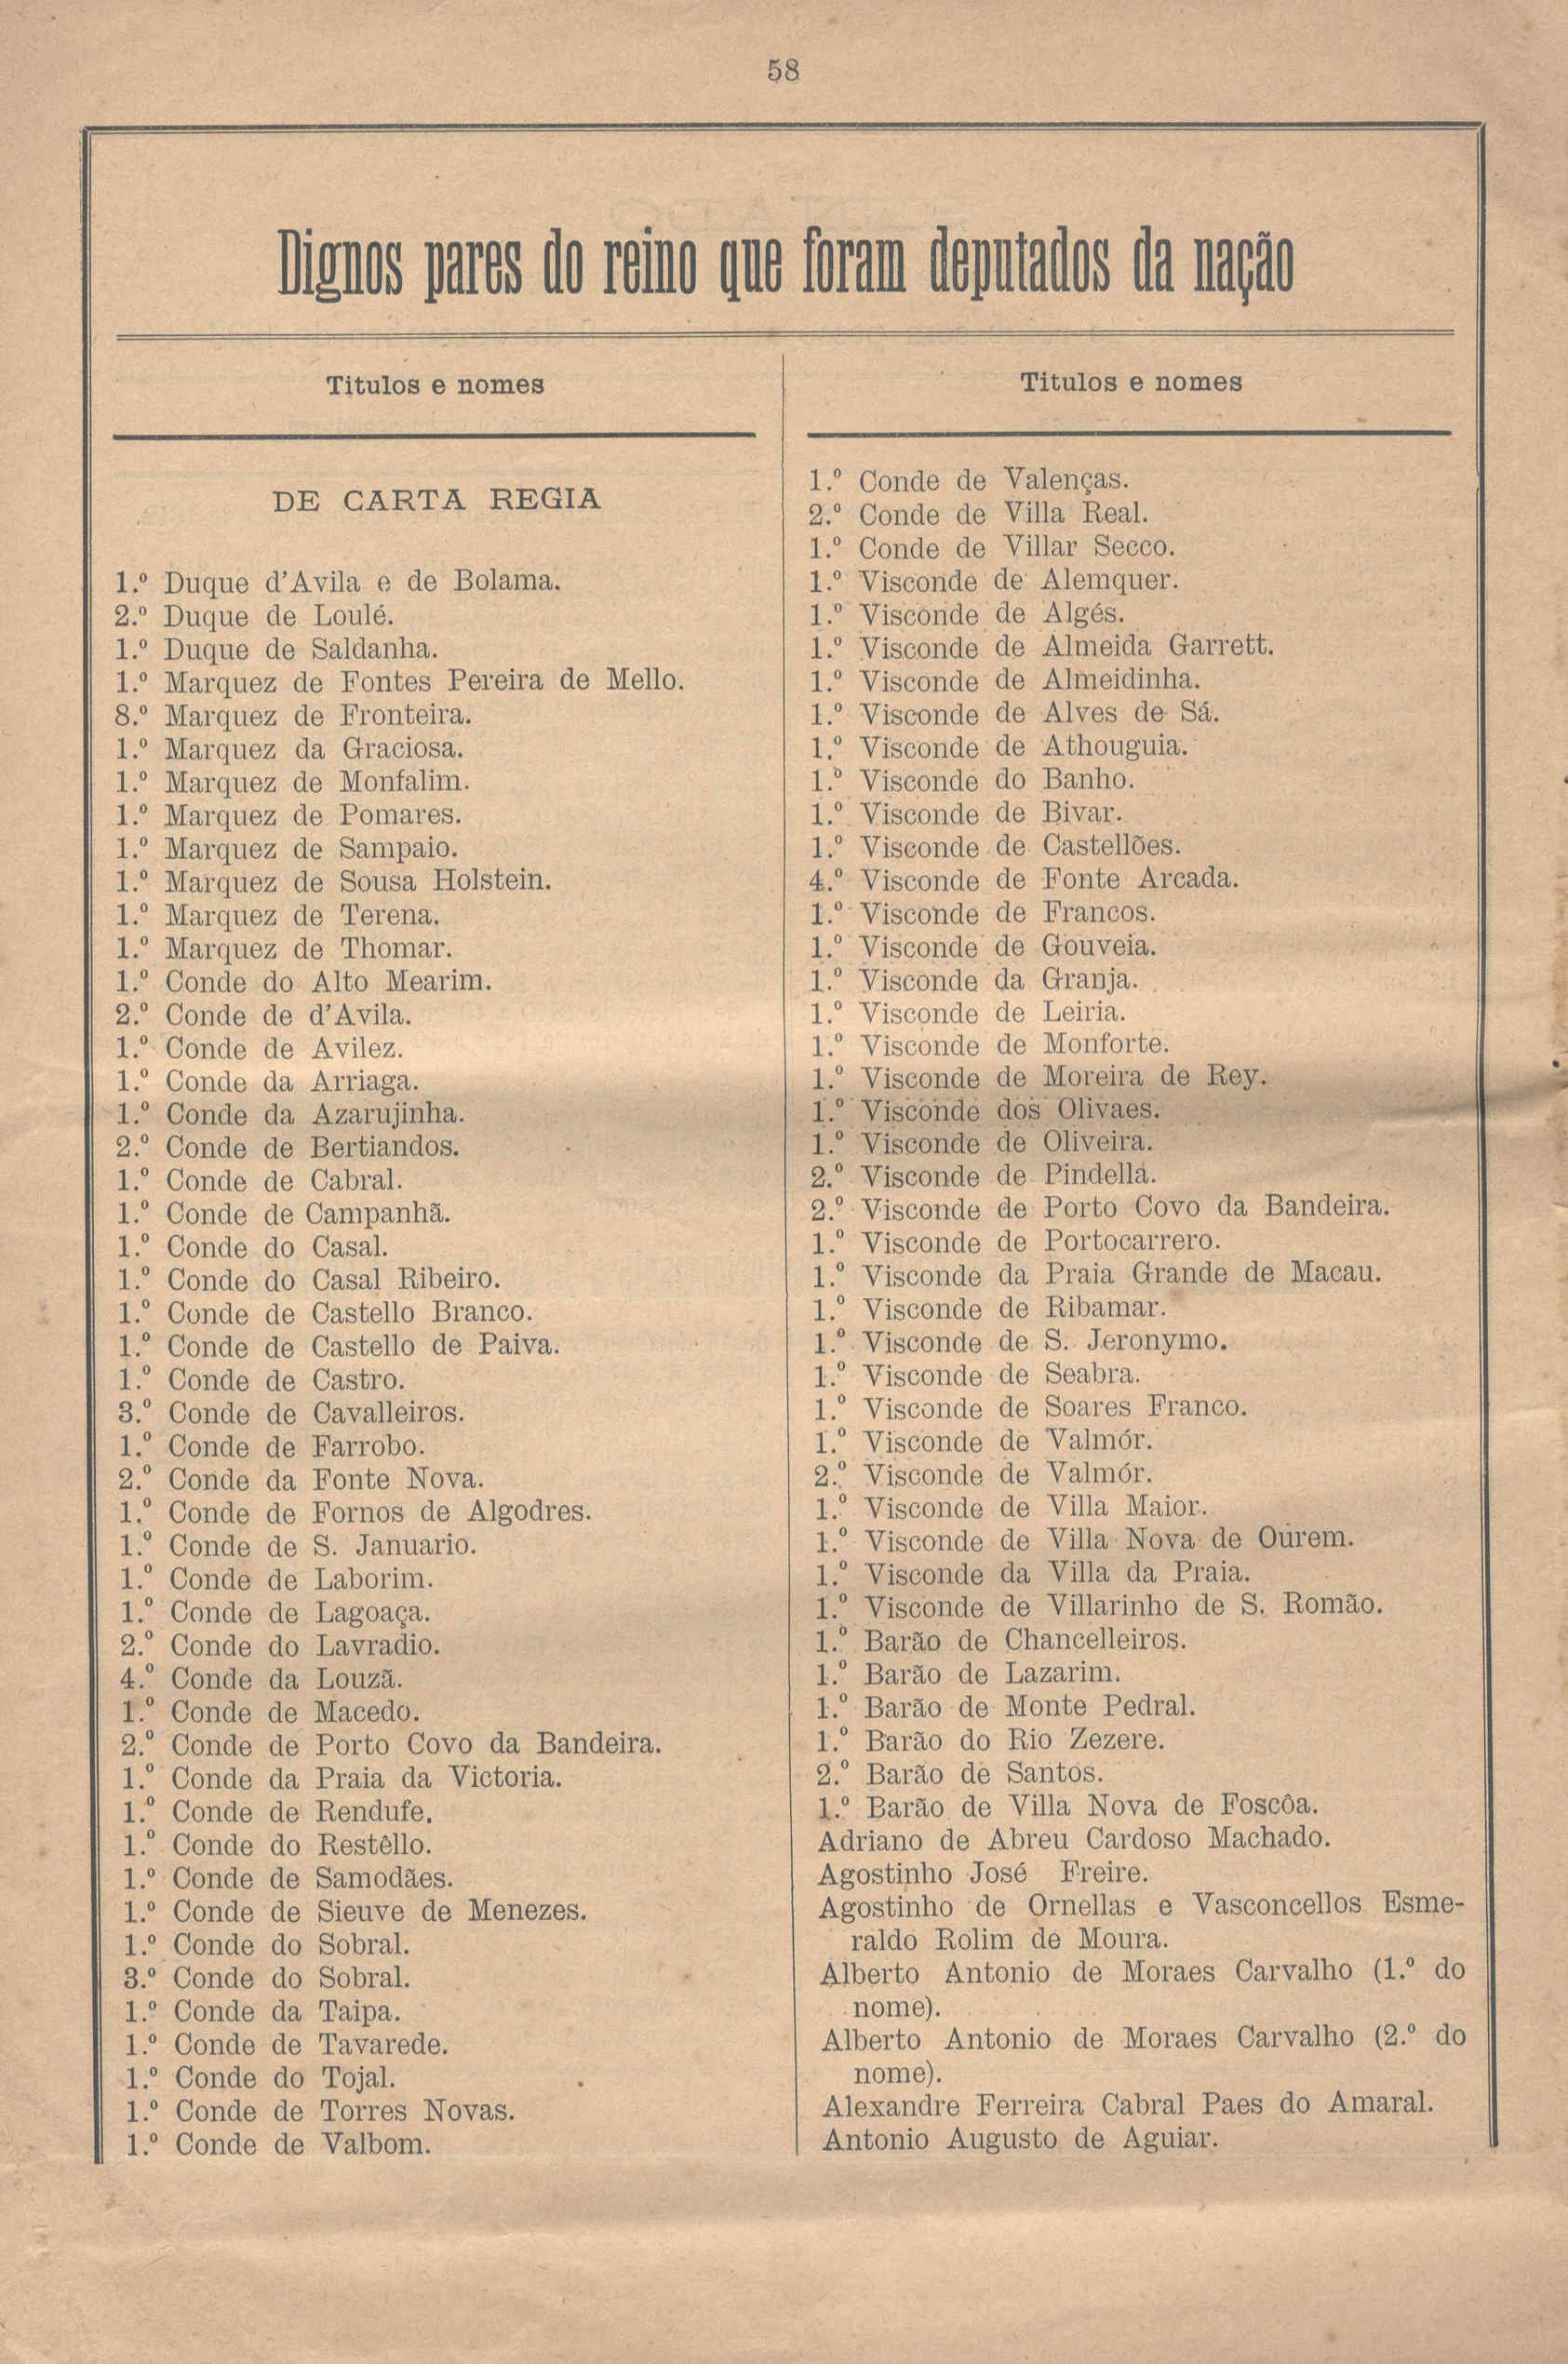 58
Dignos pares do reino que foram deputados da nação
Titulos e nomes
DE CARTA REGIA
1.º Duque d'Avila e de Bolama.
2.º Duque de Loulé.
1.º Duque de Saldanha.
1.º Marquez de Fontes Pereira de Mello.
8.º Marquez de Fronteira.
1.º Marquez da Graciosa.
1.º Marquez de Monfalim.
1.º Marquez de Pomares.
1.º Marquez de Sampaio.
1.º Marquez de Sousa Holstein.
1.º Marquez de Terena.
1.º Marquez de Thomar.
1.º Conde do Alto Mearim.
2.º Conde de d'Avila.
1.º Conde de Avilez.
1.º Conde da Arriaga.
1.º Conde da Azarujinha.
2.º Conde de Bertiandos.
1.º Conde de Cabral.
1.º Conde de Campanhã.
1.º Conde do Casal.
1.º Conde do Casal Ribeiro.
1.º Conde de Castello Branco.
1.º Conde de Castello de Paiva.
1.º Conde de Castro.
3.º Conde de Cavalleiros.
1.º Conde de Farrobo.
2.º Conde da Fonte Nova.
1.º Conde de Fornos de Algodres.
1.º Conde de S. Januario.
1.º Conde de Laborim.
1.º Conde de Lagoaça.
2.º Conde do Lavradio.
4.º Conde da Louzã.
1.º Conde de Macedo.
2.º Conde de Porto Covo da Bandeira.
1.º Conde da Praia da Victoria.
1.º Conde de Rendufe.
1.º Conde do Restêllo.
1.º Conde de Samodães.
1.º Conde de Sieuve de Menezes.
1.º Conde do Sobral.
3.º Conde do Sobral.
1.º Conde da Taipa.
1.º Conde de Tavarede.
1.º Conde do Tojal.
1.º Conde de Torres Novas.
1.º Conde de Valbom.
Titulos e nomes
1.º Conde de Valenças.
2.º Conde de Villa Real.
1.º Conde de Villar Secco.
1.º Visconde de Alemquer.
1.º Visconde de Algés.
1.º Visconde de Almeida Garrett.
1.º Visconde de Almeidinha.
1.º Visconde de Alves de Sá.
1.º Visconde de Athouguia.
1.º Visconde do Banho.
1.º Visconde de Bivar.
1.º Visconde de Castellões.
4.º Visconde de Fonte Arcada.
1.º Visconde de Francos.
1.º Visconde de Gouveia.
1.º Visconde da Granja.
1.º Visconde de Leiria.
1.º Visconde de Monforte.
1.º Visconde de Moreira de Rey.
1.º Visconde dos Olivaes.
1.º Visconde de Oliveira.
2.º Visconde de Pindella.
2.º Visconde de Porto Covo da Bandeira.
1.º Visconde de Portocarrero.
1.º Visconde da Praia Grande de Macau.
1.º Visconde de Ribamar.
1.º Visconde de S. Jeronymo.
1.º Visconde de Seabra.
1.º Visconde de Soares Franco.
1.º Visconde de Valmór.
2.º Visconde de Valmór.
1.º Visconde de Villa Maior.
1.º Visconde de Villa Nova de Ourem.
1.º Visconde da Villa da Praia.
1.º Visconde de Villarinho de S. Romão.
1.º Barão de Chancelleiros.
1.º Barão de Lazarim.
1.º Barão de Monte Pedral.
1.º Barão do Rio Zezere.
2.º Barão de Santos.
1.º Barão de Villa Nova de Foscôa.
Adriano de Abreu Cardoso Machado.
Agostinho José Freire.
Agostinho de Ornellas e Vasconcellos Esme-
raldo Rolim de Moura.
Alberto Antonio de Moraes Carvalho (1.º do
nome).
Alberto Antonio de Moraes Carvalho (2.º do
nome).
Alexandre Ferreira Cabral Paes do Amaral.
Antonio Augusto de Aguiar.